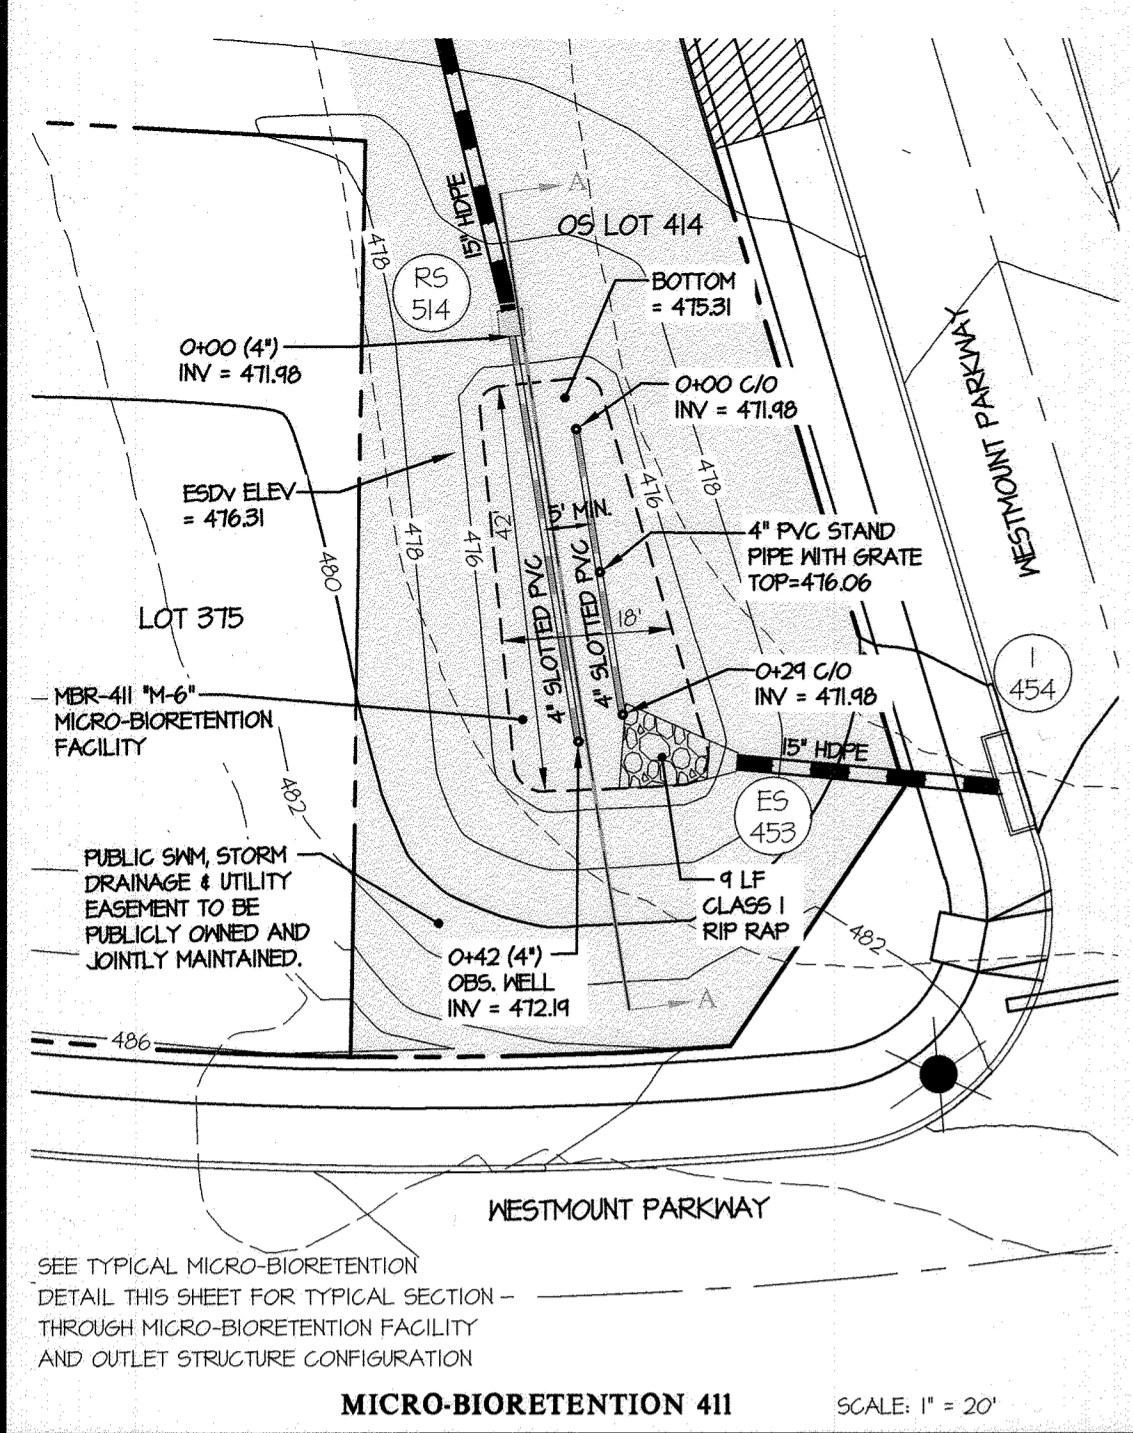 15" HDPE
A
OS LOT 414
478
RS
514
BOTTOM
= 475.31
0+00 (4")
INV = 471.98
0+00 C/O
INV = 471.98
WESTMOUNT PARKWAY
478
476
ESDv ELEV
= 476.31
42'
5' MIN.
476
478
480
4" PVC STAND
PIPE WITH GRATE
TOP=476.06
4" SLOTTED PVC
4" SLOTTED PVC
18'
LOT 375
0+29 C/O
INV = 471.98
I
454
MBR-411 "M-6"
MICRO-BIORETENTION
FACILITY
15" HDPE
482
ES
453
PUBLIC SWM, STORM
DRAINAGE & UTILITY
EASEMENT TO BE
PUBLICLY OWNED AND
JOINTLY MAINTAINED.
9 LF
CLASS I
RIP RAP
482
0+42 (4")
OBS. WELL
INV = 472.19
A
486
WESTMOUNT PARKWAY
SEE TYPICAL MICRO-BIORETENTION
DETAIL THIS SHEET FOR TYPICAL SECTION
THROUGH MICRO-BIORETENTION FACILITY
AND OUTLET STRUCTURE CONFIGURATION
MICRO-BIORETENTION 411
SCALE: 1" = 20'